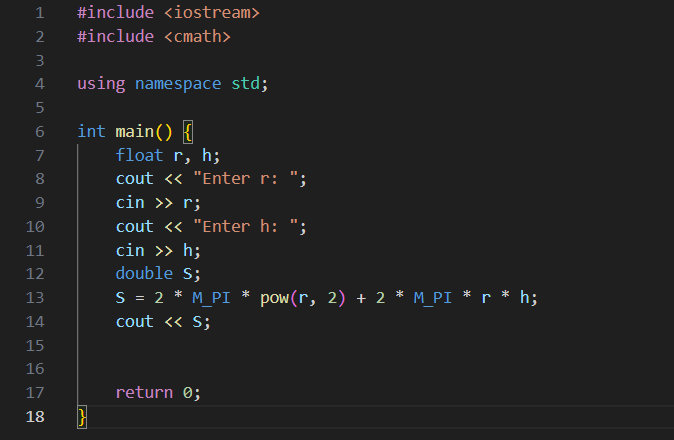 1 #include <iostream>
2 #include <cmath>
3
4 using namespace std;
5
6 int main() {
7     float r, h;
8     cout << "Enter r: ";
9     cin >> r;
10     cout << "Enter h: ";
11     cin >> h;
12     double S;
13     S = 2 * M_PI * pow(r, 2) + 2 * M_PI * r * h;
14     cout << S;
15
16
17     return 0;
18 }